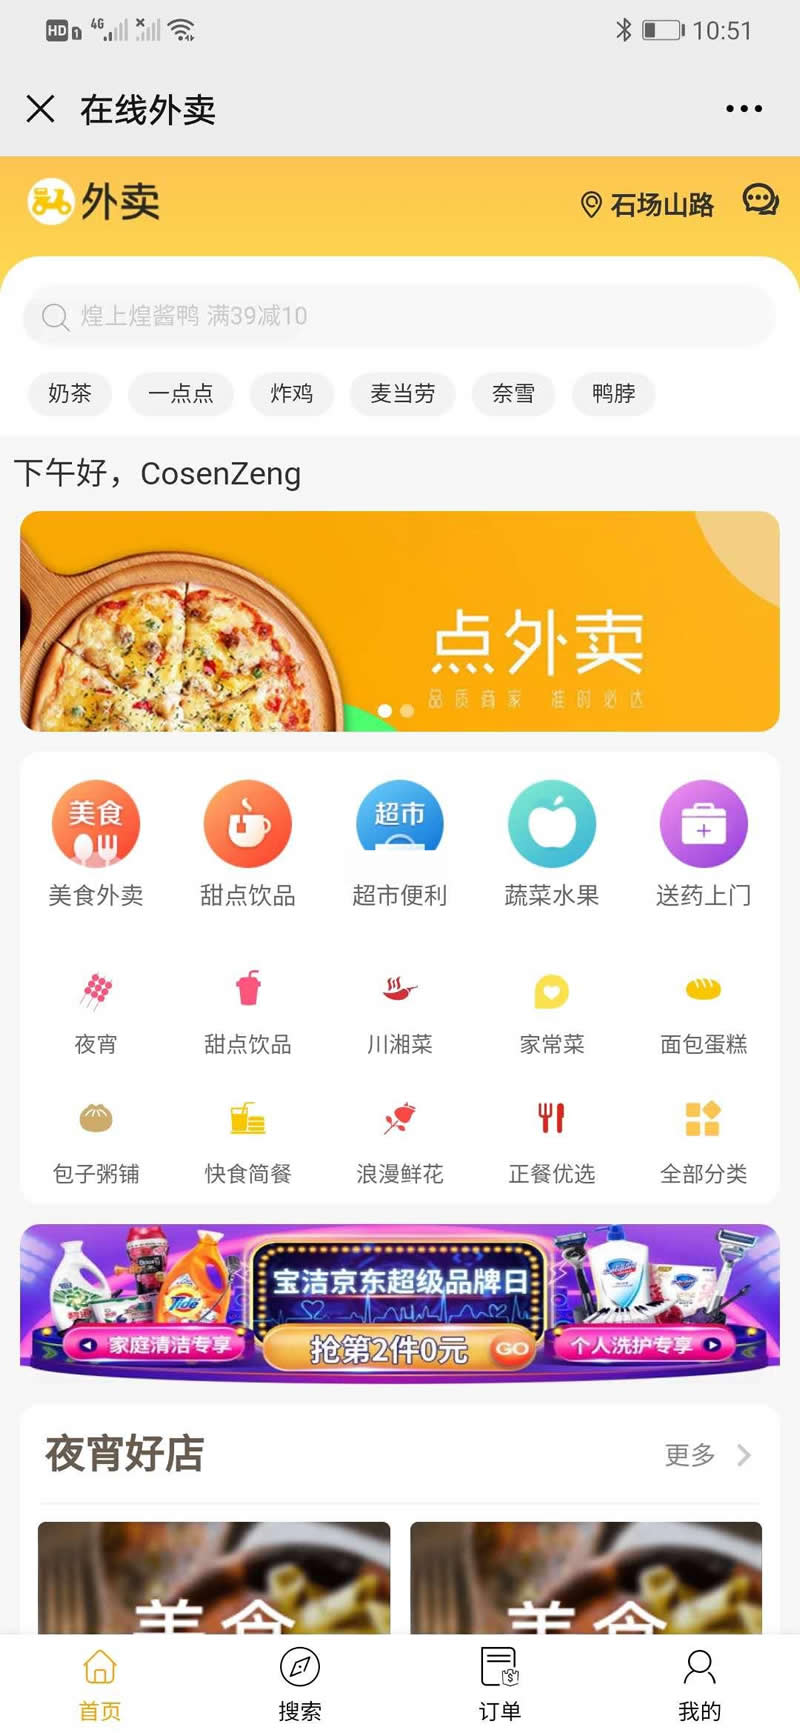 HD 1 4G 10:51
在线外卖
外卖 石场山路
煌上煌酱鸭 满39减10
奶茶 一点点 炸鸡 麦当劳 奈雪 鸭脖
下午好，CosenZeng
点外卖
品质商家 准时必达
美食 超市
美食外卖 甜点饮品 超市便利 蔬菜水果 送药上门
夜宵 甜点饮品 川湘菜 家常菜 面包蛋糕
包子粥铺 快食简餐 浪漫鲜花 正餐优选 全部分类
宝洁京东超级品牌日
Tide
家庭清洁专享 抢第2件0元 GO 个人洗护专享
夜宵好店 更多
美食 美食
首页 搜索 订单 我的